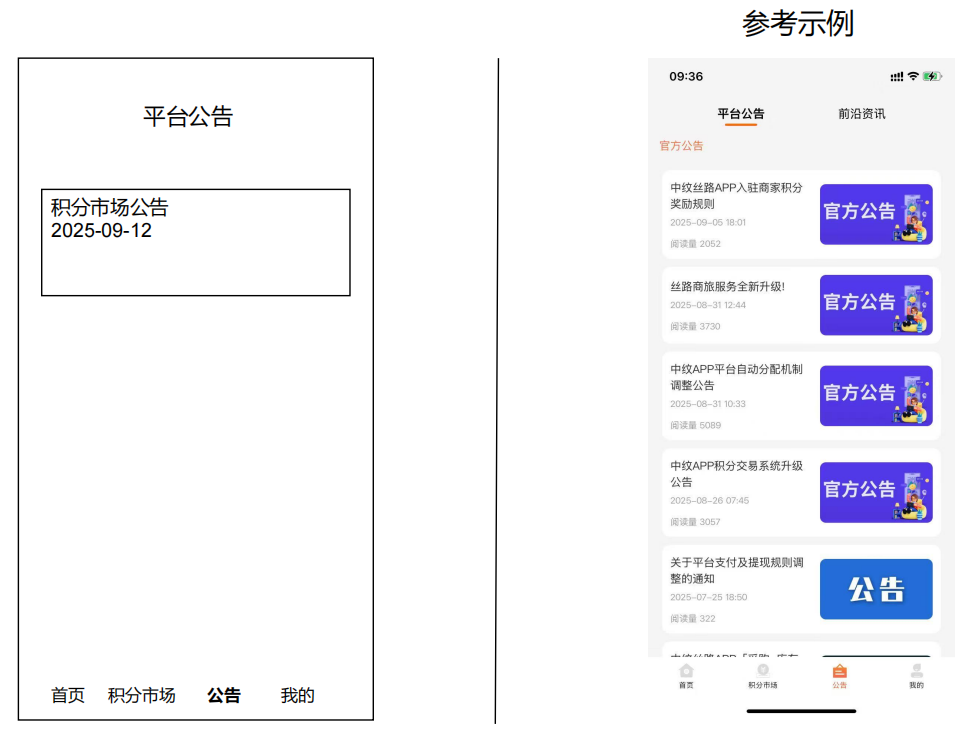 参考示例
平台公告
积分市场公告
2025-09-12
首页 积分市场 公告 我的
09:36
平台公告 前沿资讯
官方公告
中纹丝路APP入驻商家积分
奖励规则
2025-09-05 18:01
阅读量 2052
官方公告
丝路商旅服务全新升级!
2025-08-31 12:44
阅读量 3730
官方公告
中纹APP平台自动分配机制
调整公告
2025-08-31 10:33
阅读量 5089
官方公告
中纹APP积分交易系统升级
公告
2025-08-26 07:45
阅读量 3057
官方公告
关于平台支付及提现规则调
整的通知
2025-07-25 18:50
阅读量 322
公告
首页 积分市场 公告 我的